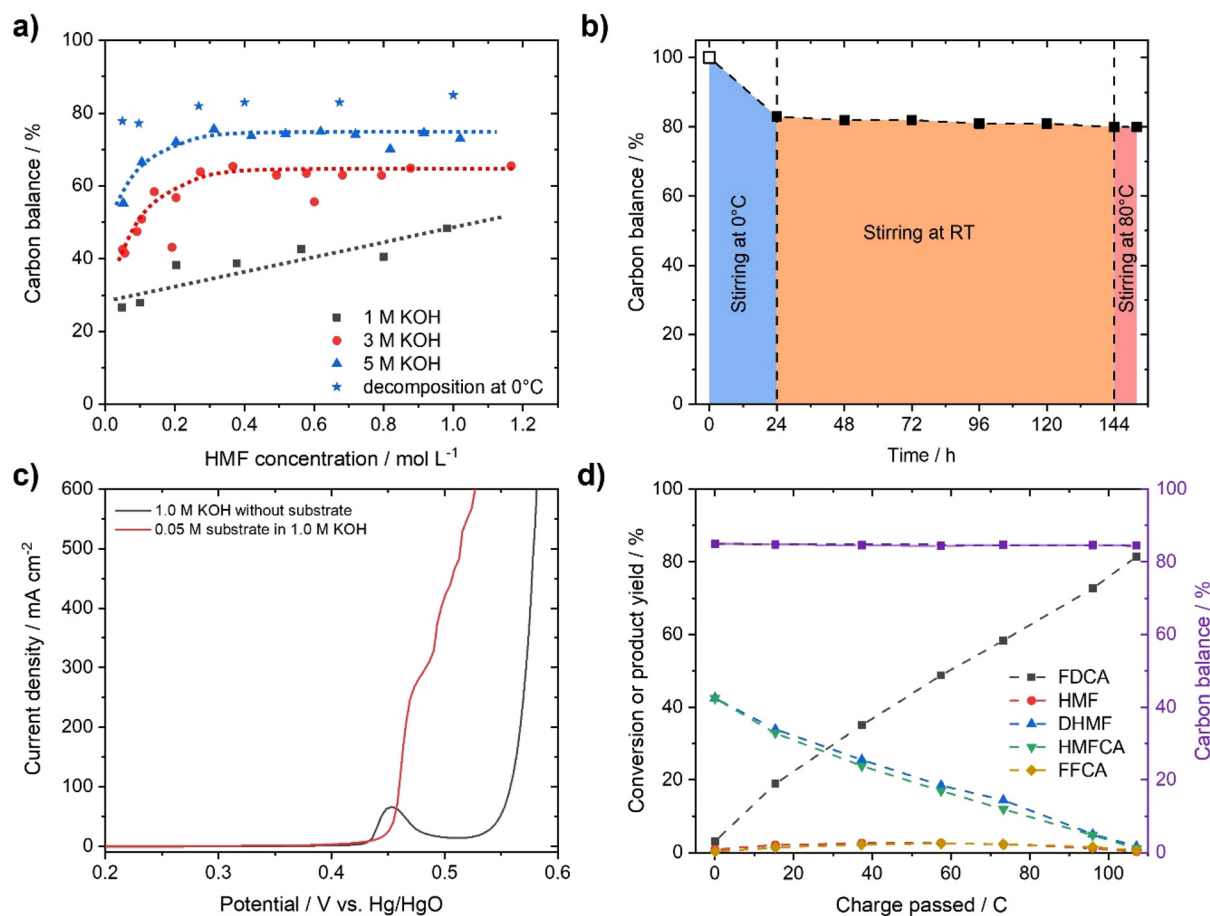 a)
100
80
60
40
20
0
Carbon balance / %
1 M KOH
3 M KOH
5 M KOH
decomposition at 0°C
0.0 0.2 0.4 0.6 0.8 1.0 1.2
HMF concentration / mol L⁻¹
b)
100
80
60
40
20
0
Carbon balance / %
Stirring at 0°C
Stirring at RT
Stirring at 80°C
0 24 48 72 96 120 144
Time / h
c)
600
500
400
300
200
100
0
Current density / mA cm⁻²
1.0 M KOH without substrate
0.05 M substrate in 1.0 M KOH
0.2 0.3 0.4 0.5 0.6
Potential / V vs. Hg/HgO
d)
100
80
60
40
20
0
Conversion or product yield / %
FDCA
HMF
DHMF
HMFCA
FFCA
100
80
60
40
20
0
Carbon balance / %
0 20 40 60 80 100
Charge passed / C